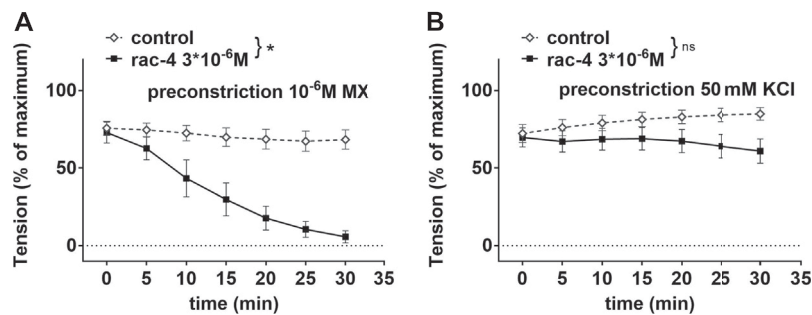 A
control
rac-4 3*10⁻⁶M
} *
preconstriction 10⁻⁶M MX
Tension (% of maximum)
100
50
0
0 5 10 15 20 25 30 35
time (min)
B
control
rac-4 3*10⁻⁶M
} ns
preconstriction 50 mM KCl
Tension (% of maximum)
100
50
0
0 5 10 15 20 25 30 35
time (min)